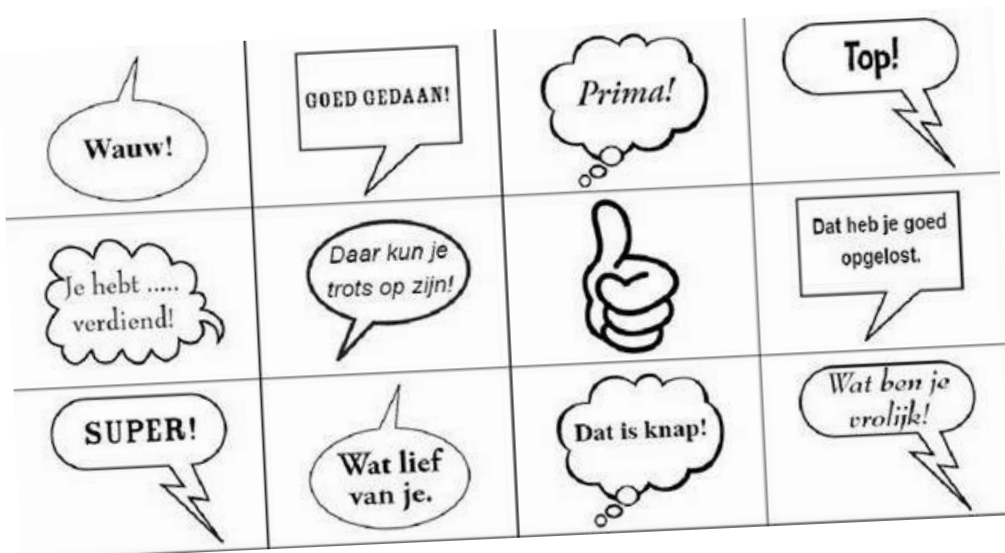 Wauw!
GOED GEDAAN!
Prima!
Top!
Je hebt .....
verdiend!
Daar kun je
trots op zijn!
Dat heb je goed
opgelost.
SUPER!
Wat lief
van je.
Dat is knap!
Wat ben je
vrolijk!